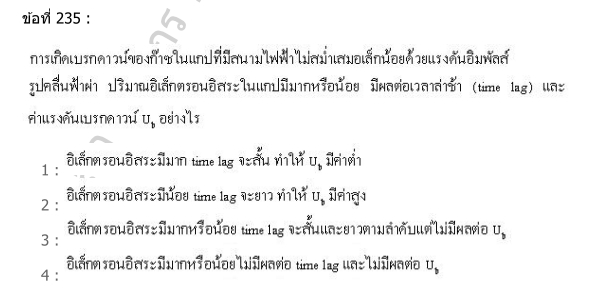 ข้อที่ 235 :
การเกิดเบรกดาวน์ของก๊าซในแกปที่มีสนามไฟฟ้าไม่สม่ำเสมอเล็กน้อยด้วยแรงดันอิมพัลส์
รูปคลื่นฟ้าผ่า ปริมาณอิเล็กตรอนอิสระในแกปมีมากหรือน้อย มีผลต่อเวลาล่าช้า (time lag) และ
ค่าแรงดันเบรกดาวน์ U_b อย่างไร
1 : อิเล็กตรอนอิสระมีมาก time lag จะสั้น ทำให้ U_b มีค่าต่ำ
2 : อิเล็กตรอนอิสระมีน้อย time lag จะยาว ทำให้ U_b มีค่าสูง
3 : อิเล็กตรอนอิสระมีมากหรือน้อย time lag จะสั้นและยาวตามลำดับแต่ไม่มีผลต่อ U_b
4 : อิเล็กตรอนอิสระมีมากหรือน้อยไม่มีผลต่อ time lag และไม่มีผลต่อ U_b